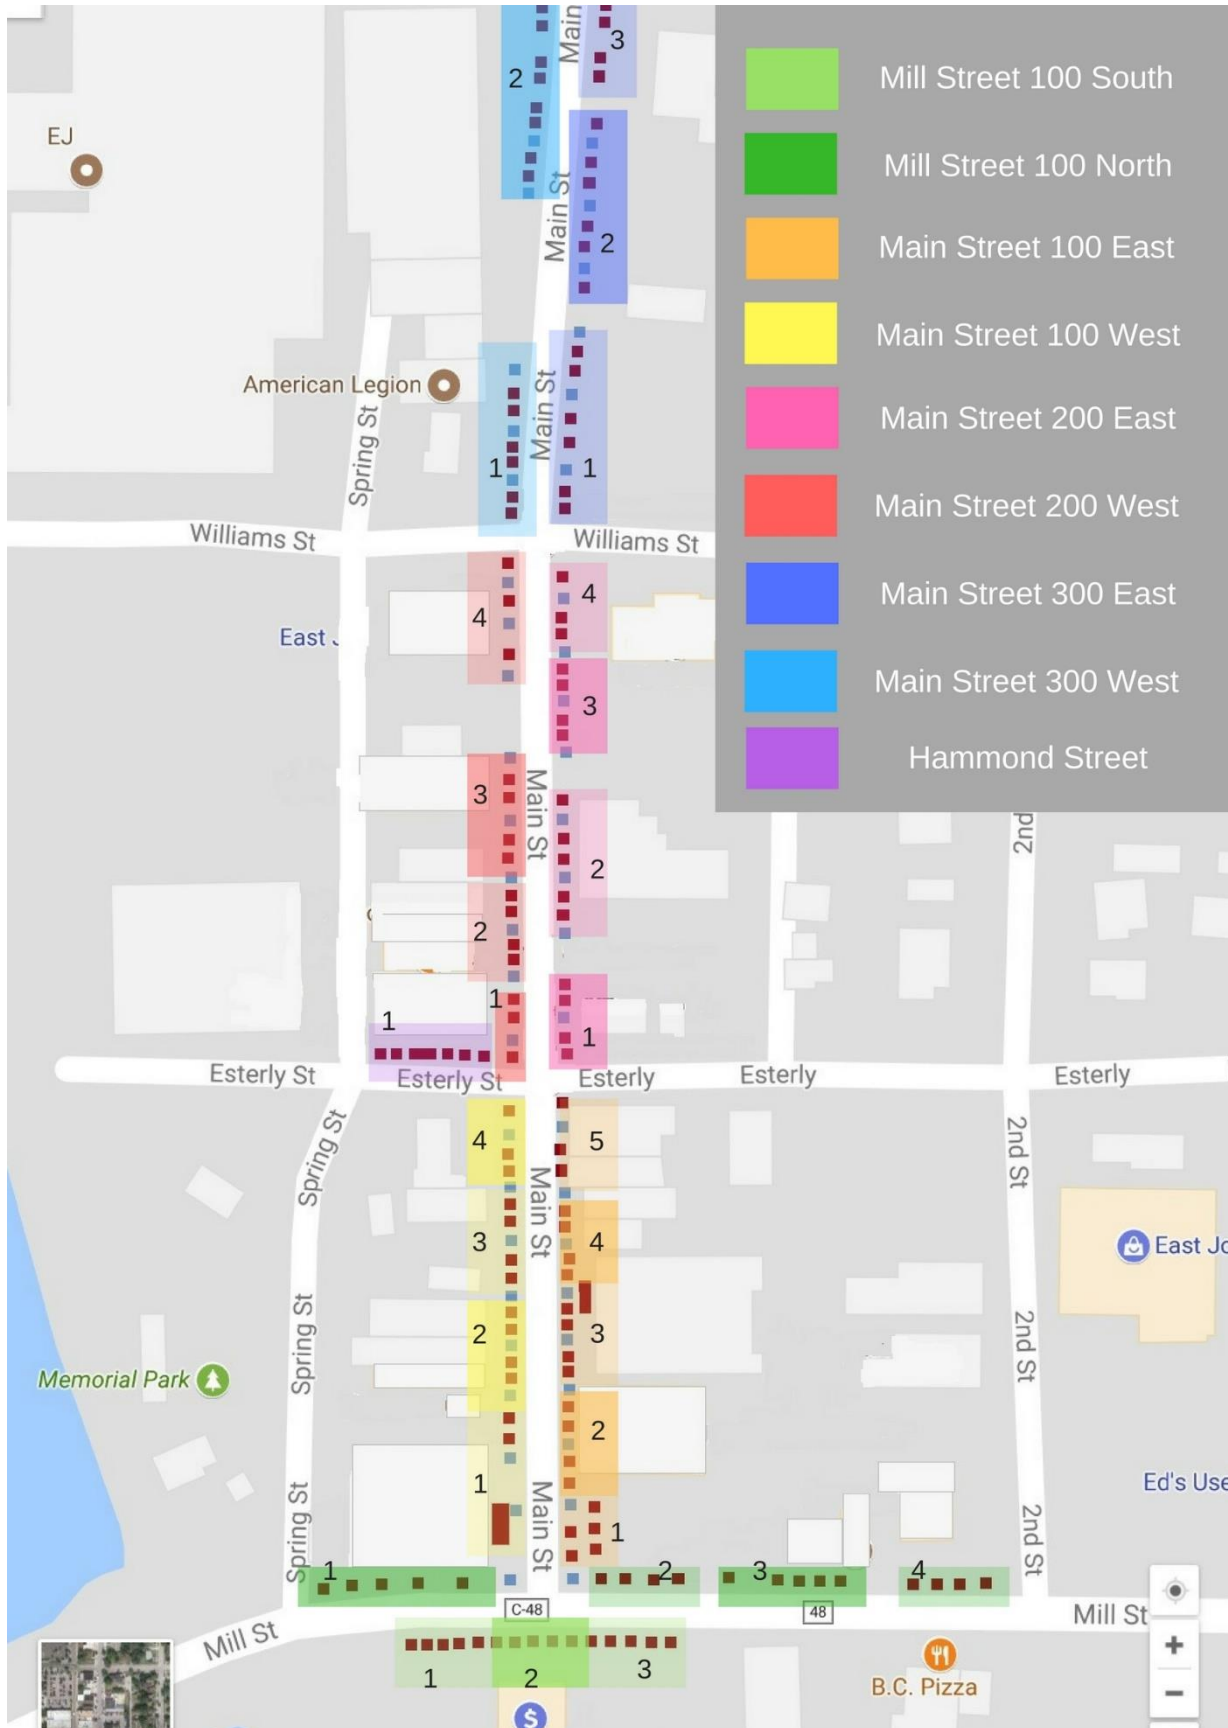 Mill Street 100 South
Mill Street 100 North
Main Street 100 East
Main Street 100 West
Main Street 200 East
Main Street 200 West
Main Street 300 East
Main Street 300 West
Hammond Street
Main
3
2
EJ
Main St
2
American Legion
Spring St
Main St
1
1
Williams St
Williams St
4
4
East J
3
3
Main St
2
2
2nd
1
1
1
Esterly St
Esterly St
Esterly
Esterly
Esterly
4
5
Spring St
Main St
2nd St
3
4
East Jo
Spring St
2
3
2nd St
Memorial Park
2
Ed's Use
1
Spring St
Main St
1
2nd St
1
2
3
4
C-48
48
Mill St
Mill St
1
2
3
+
B.C. Pizza
−
$